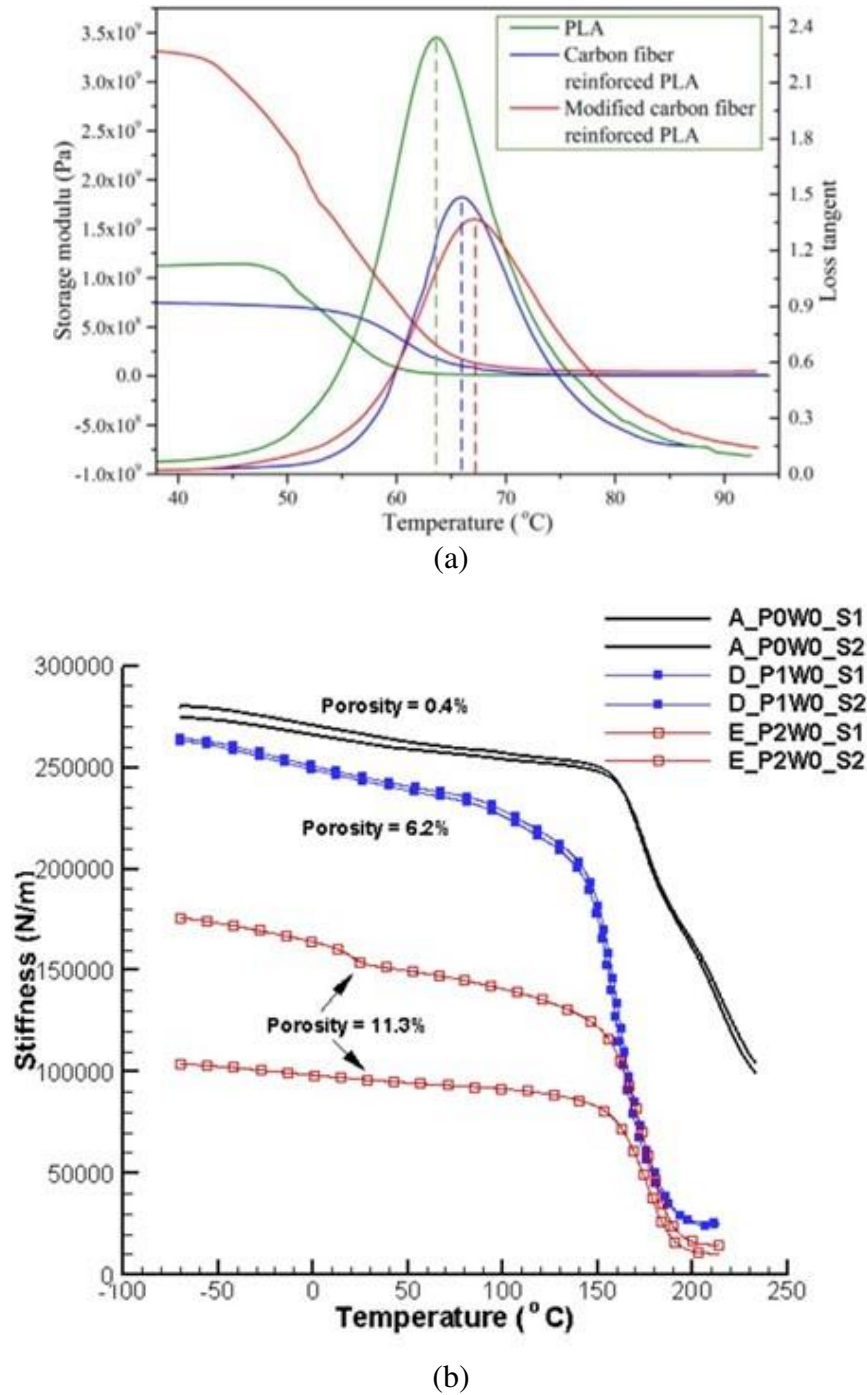 3.5x10⁹
3.0x10⁹
2.5x10⁹
2.0x10⁹
1.5x10⁹
1.0x10⁹
5.0x10⁸
0.0
-5.0x10⁸
-1.0x10⁹
Storage modulu (Pa)
PLA
Carbon fiber
reinforced PLA
Modified carbon fiber
reinforced PLA
2.4
2.1
1.8
1.5
1.2
0.9
0.6
0.3
0.0
Loss tangent
40 50 60 70 80 90
Temperature (°C)
(a)
A_P0W0_S1
A_P0W0_S2
D_P1W0_S1
D_P1W0_S2
E_P2W0_S1
E_P2W0_S2
300000
250000
200000
150000
100000
50000
0
Stiffness (N/m)
Porosity = 0.4%
Porosity = 6.2%
Porosity = 11.3%
-100 -50 0 50 100 150 200 250
Temperature (°C)
(b)